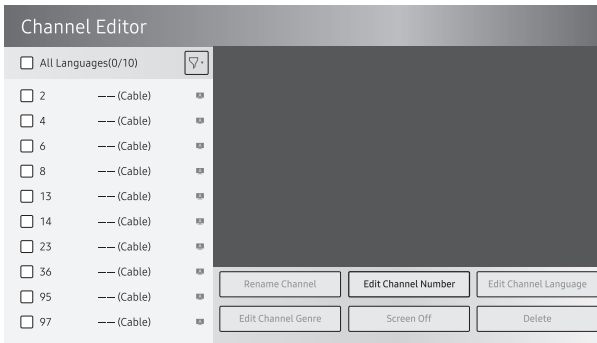 Channel Editor
All Languages(0/10)
2 —— (Cable)
4 —— (Cable)
6 —— (Cable)
8 —— (Cable)
13 —— (Cable)
14 —— (Cable)
23 —— (Cable)
36 —— (Cable)
95 —— (Cable)
97 —— (Cable)
Rename Channel Edit Channel Number Edit Channel Language
Edit Channel Genre Screen Off Delete